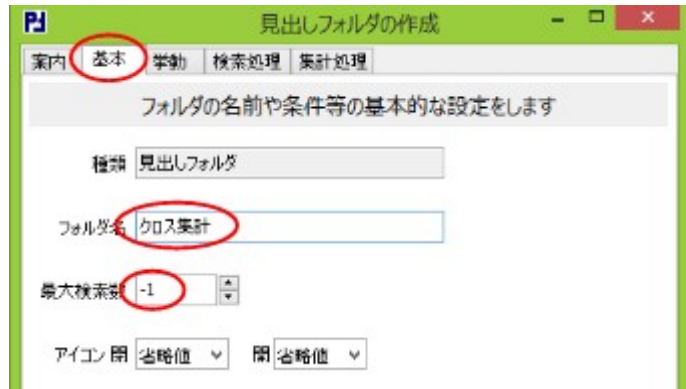 見出しフォルダの作成
案内 基本 挙動 検索処理 集計処理
フォルダの名前や条件等の基本的な設定をします
種類 見出しフォルダ
フォルダ名 クロス集計
最大検索数 -1
アイコン 閉 省略値 開 省略値